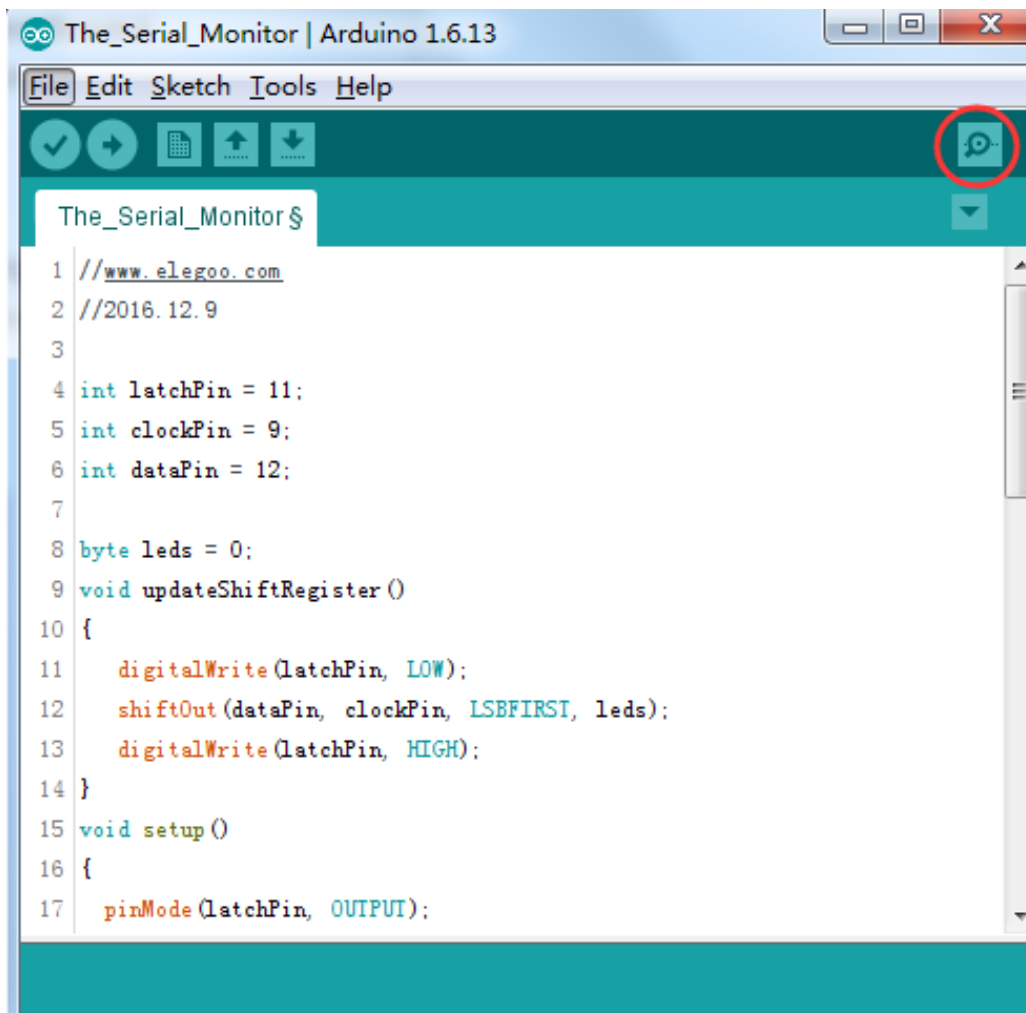 The_Serial_Monitor | Arduino 1.6.13
File Edit Sketch Tools Help
The_Serial_Monitor §
1 //www.elegoo.com
2 //2016.12.9
3
4 int latchPin = 11;
5 int clockPin = 9;
6 int dataPin = 12;
7
8 byte leds = 0;
9 void updateShiftRegister()
10 {
11 digitalWrite(latchPin, LOW);
12 shiftOut(dataPin, clockPin, LSBFIRST, leds);
13 digitalWrite(latchPin, HIGH);
14 }
15 void setup()
16 {
17 pinMode(latchPin, OUTPUT);